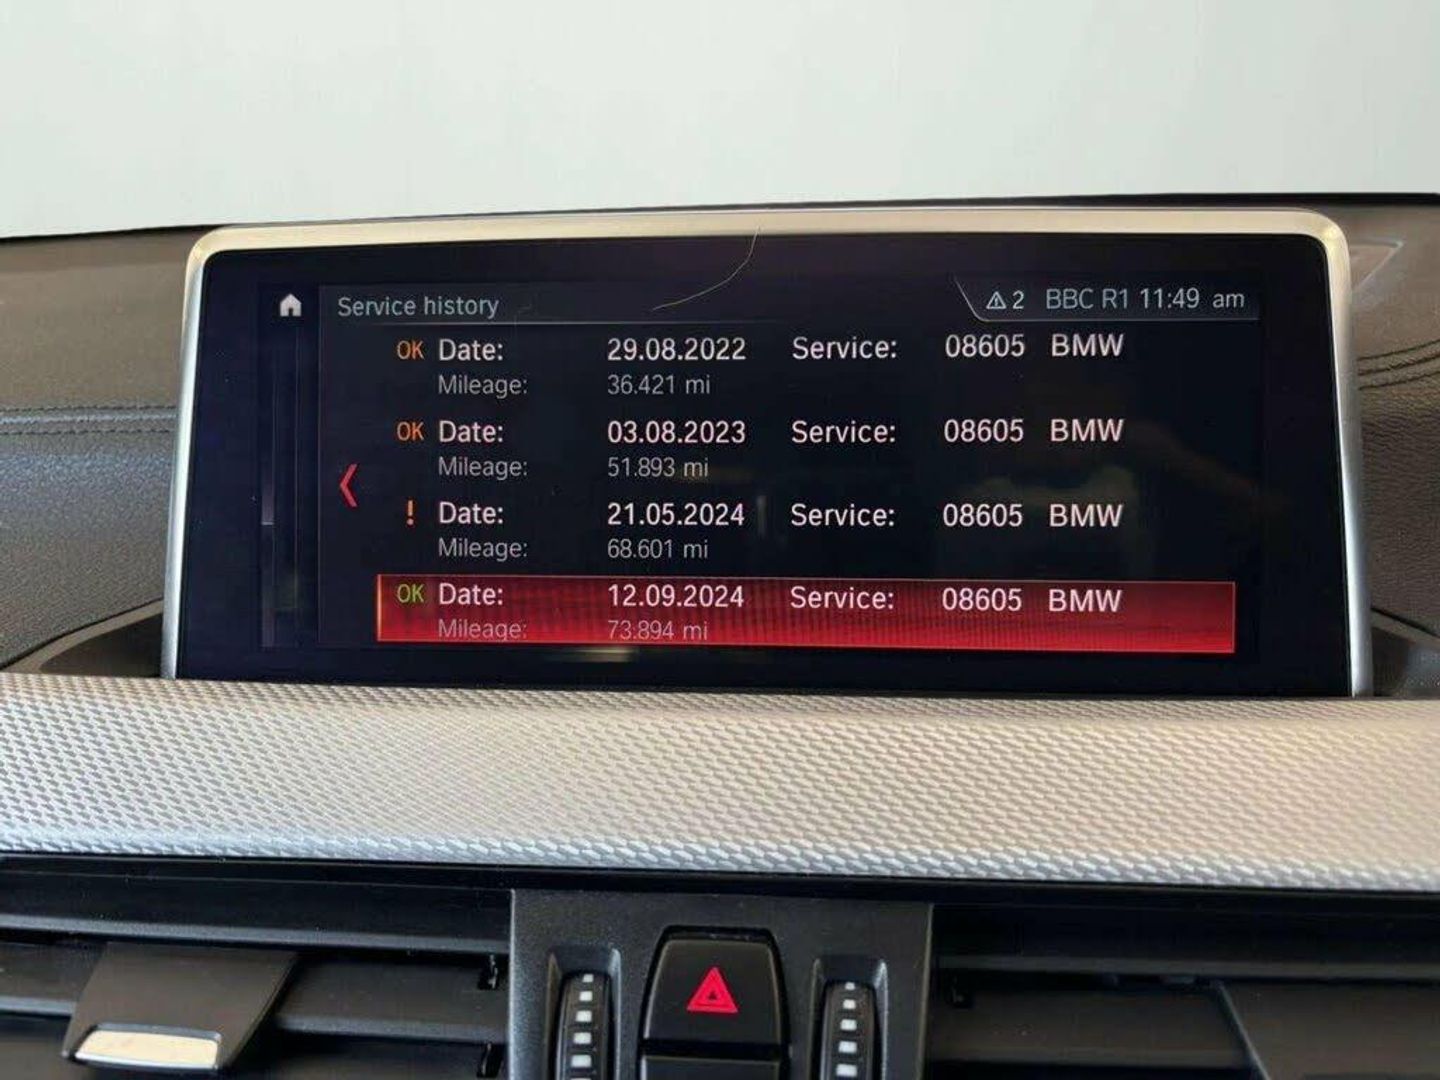 Service history
⚠ 2 BBC R1 11:49 am
OK Date: 29.08.2022 Service: 08605 BMW
Mileage: 36.421 mi
OK Date: 03.08.2023 Service: 08605 BMW
Mileage: 51.893 mi
! Date: 21.05.2024 Service: 08605 BMW
Mileage: 68.601 mi
OK Date: 12.09.2024 Service: 08605 BMW
Mileage: 73.894 mi